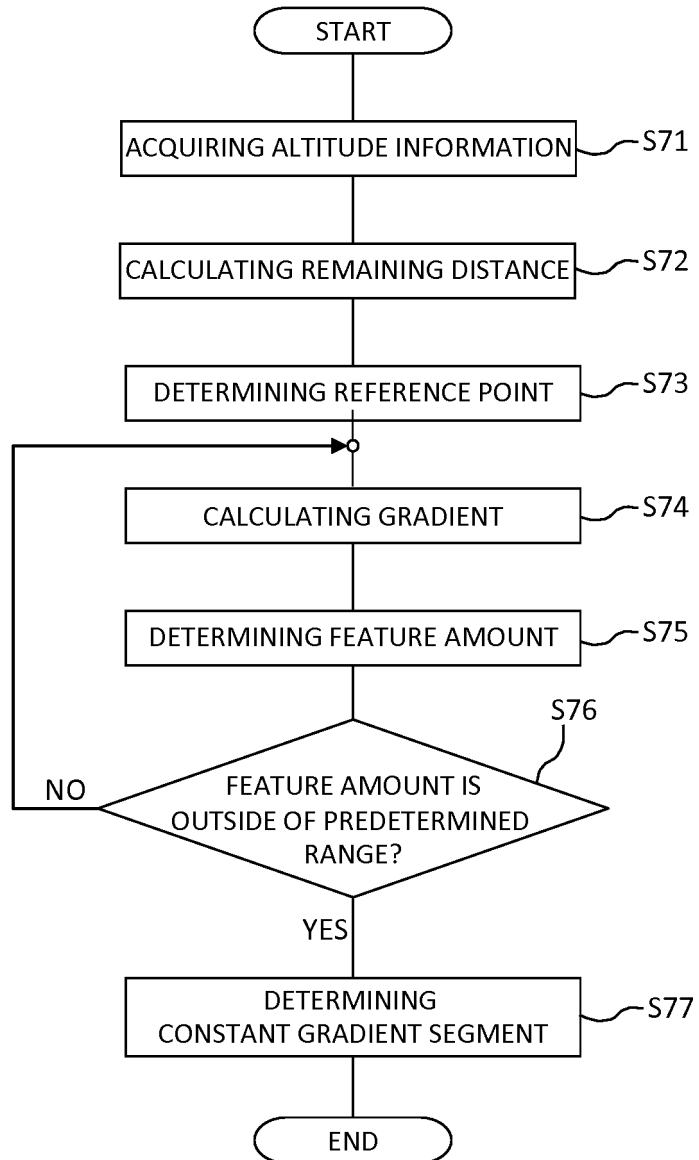 START
ACQUIRING ALTITUDE INFORMATION
S71
CALCULATING REMAINING DISTANCE
S72
DETERMINING REFERENCE POINT
S73
CALCULATING GRADIENT
S74
DETERMINING FEATURE AMOUNT
S75
S76
FEATURE AMOUNT IS
OUTSIDE OF PREDETERMINED
RANGE?
NO
YES
DETERMINING
CONSTANT GRADIENT SEGMENT
S77
END